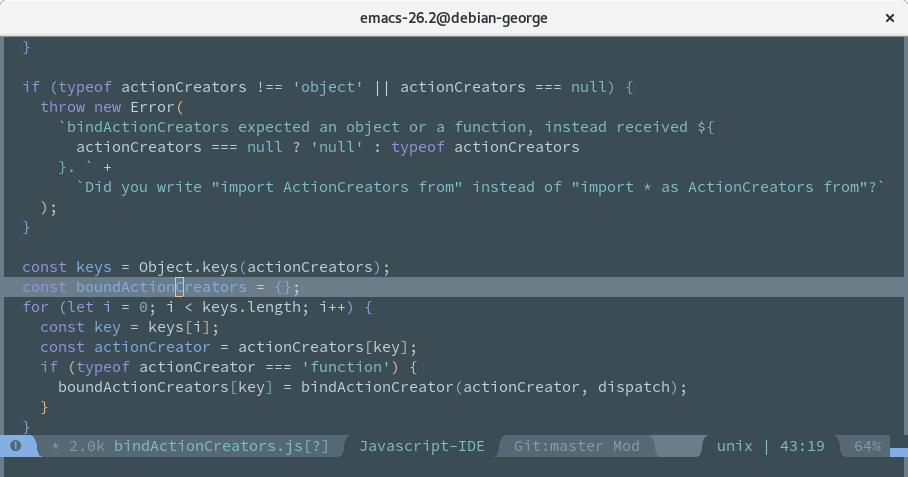 emacs-26.2@debian-george ×
}
if (typeof actionCreators !== 'object' || actionCreators === null) {
throw new Error(
`bindActionCreators expected an object or a function, instead received ${
actionCreators === null ? 'null' : typeof actionCreators
}. ` +
`Did you write "import ActionCreators from" instead of "import * as ActionCreators from"?`
);
}
const keys = Object.keys(actionCreators);
const boundActionCreators = {};
for (let i = 0; i < keys.length; i++) {
const key = keys[i];
const actionCreator = actionCreators[key];
if (typeof actionCreator === 'function') {
boundActionCreators[key] = bindActionCreator(actionCreator, dispatch);
}
}
❶ * 2.0k bindActionCreators.js[?] Javascript-IDE Git:master Mod unix | 43:19 64%